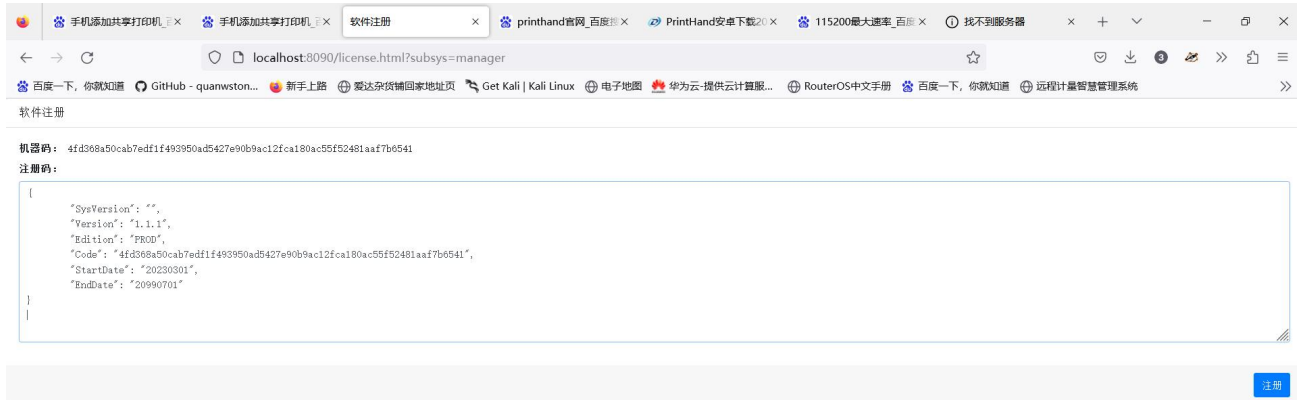 手机添加共享打印机_百
手机添加共享打印机_百
软件注册
printhand官网_百度搜
PrintHand安卓下载20
115200最大速率_百度
找不到服务器
localhost:8090/license.html?subsys=manager
3
百度一下，你就知道
GitHub - quanwston...
新手上路
爱达杂货铺回家地址页
Get Kali | Kali Linux
电子地图
华为云-提供云计算服...
RouterOS中文手册
百度一下，你就知道
远程计量智慧管理系统
软件注册
机器码： 4fd368a50cab7edf1f493950ad5427e90b9ac12fca180ac55f52481aaf7b6541
注册码：
{
"SysVersion": "",
"Version": "1.1.1",
"Edition": "PROD",
"Code": "4fd368a50cab7edf1f493950ad5427e90b9ac12fca180ac55f52481aaf7b6541",
"StartDate": "20230301",
"EndDate": "20990701"
}
注册